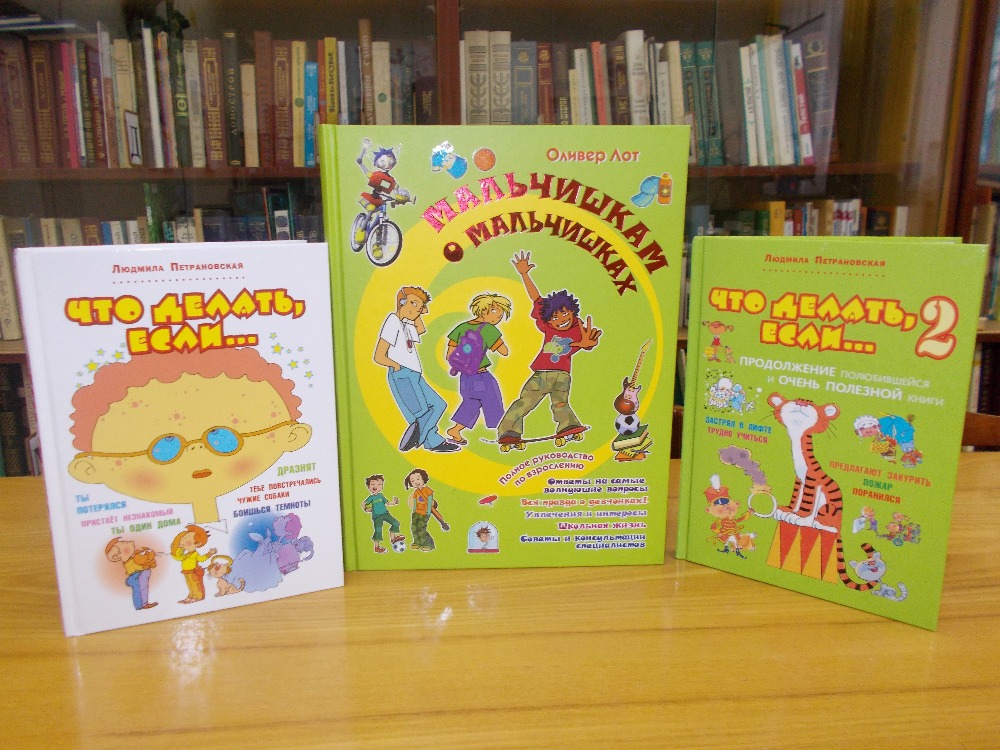 Людмила Петрановская
ЧТО ДЕЛАТЬ,
ЕСЛИ...
ДРАЗНЯТ
ТЫ
ПОТЕРЯЛСЯ
ТЕБЕ ПОВСТРЕЧАЛИСЬ
ЧУЖИЕ СОБАКИ
ПРИСТАЁТ НЕЗНАКОМЫЙ
ТЫ ОДИН ДОМА
БОИШЬСЯ ТЕМНОТЫ
Оливер Лот
МАЛЬЧИШКАМ
О МАЛЬЧИШКАХ
Полное руководство
по взрослению
Ответы на самые
волнующие вопросы
Вся правда о девчонках!
Увлечения и интересы
Школьная жизнь
Советы и консультации
специалистов
Людмила Петрановская
ЧТО ДЕЛАТЬ,
ЕСЛИ... 2
ПРОДОЛЖЕНИЕ ПОЛЮБИВШЕЙСЯ
И ОЧЕНЬ ПОЛЕЗНОЙ КНИГИ
ЗАСТРЯЛ В ЛИФТЕ
ТРУДНО УЧИТЬСЯ
ПРЕДЛАГАЮТ ЗАКУРИТЬ
ПОЖАР
ПОРАНИЛСЯ
ДОМОСТРОЙ